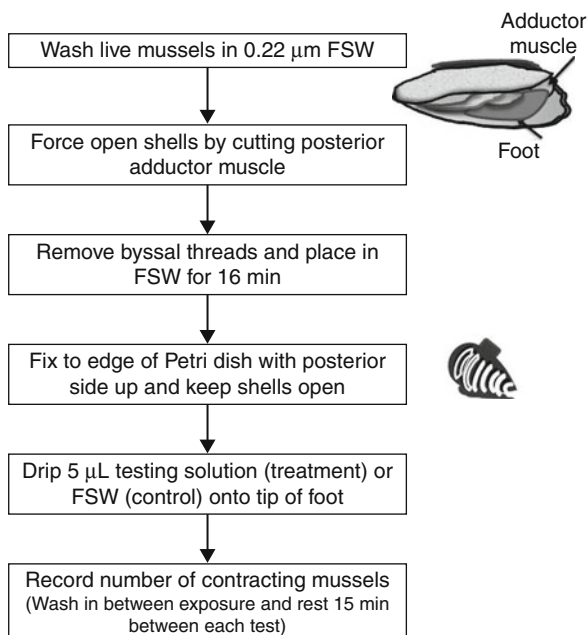 Wash live mussels in 0.22 μm FSW
Adductor
muscle
Foot
Force open shells by cutting posterior
adductor muscle
Remove byssal threads and place in
FSW for 16 min
Fix to edge of Petri dish with posterior
side up and keep shells open
Drip 5 μL testing solution (treatment) or
FSW (control) onto tip of foot
Record number of contracting mussels
(Wash in between exposure and rest 15 min
between each test)